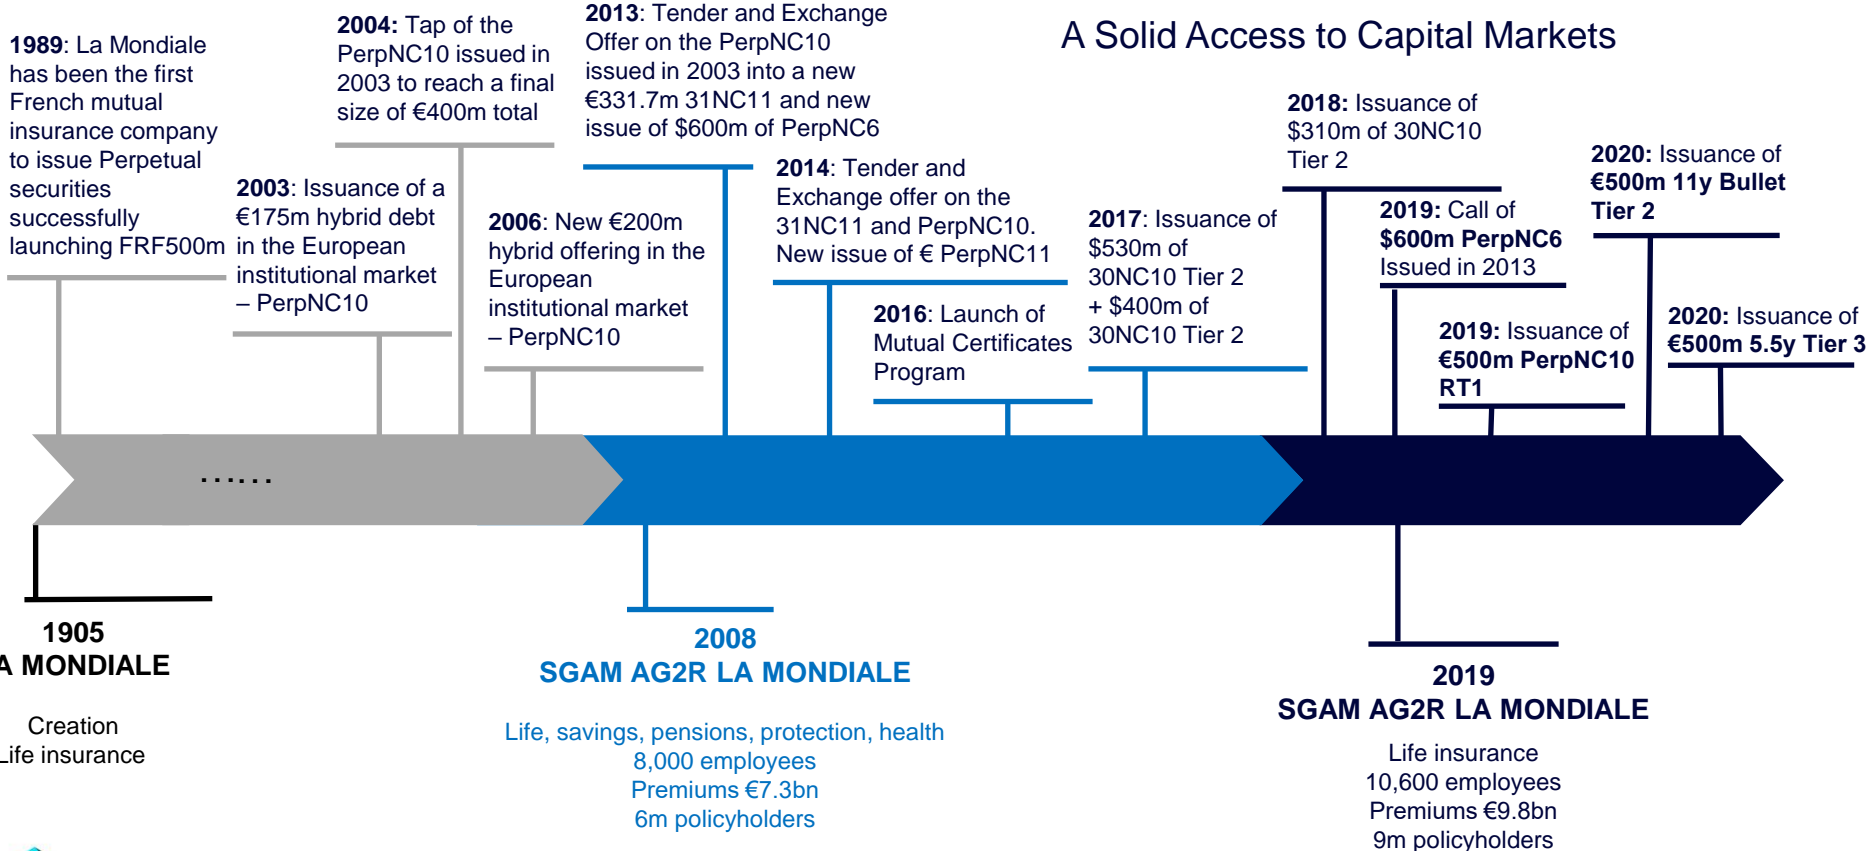 A Solid Access to Capital Markets
1989: La Mondiale
has been the first
French mutual
insurance company
to issue Perpetual
securities
successfully
launching FRF500m
2003: Issuance of a
€175m hybrid debt
in the European
institutional market
– PerpNC10
2004: Tap of the
PerpNC10 issued in
2003 to reach a final
size of €400m total
2006: New €200m
hybrid offering in the
European
institutional market
– PerpNC10
2013: Tender and Exchange
Offer on the PerpNC10
issued in 2003 into a new
€331.7m 31NC11 and new
issue of $600m of PerpNC6
2014: Tender and
Exchange offer on the
31NC11 and PerpNC10.
New issue of € PerpNC11
2016: Launch of
Mutual Certificates
Program
2017: Issuance of
$530m of
30NC10 Tier 2
+ $400m of
30NC10 Tier 2
2018: Issuance of
$310m of 30NC10
Tier 2
2019: Call of
$600m PerpNC6
Issued in 2013
2019: Issuance of
€500m PerpNC10
RT1
2020: Issuance of
€500m 11y Bullet
Tier 2
2020: Issuance of
€500m 5.5y Tier 3
......
1905
A MONDIALE
Creation
Life insurance
2008
SGAM AG2R LA MONDIALE
Life, savings, pensions, protection, health
8,000 employees
Premiums €7.3bn
6m policyholders
2019
SGAM AG2R LA MONDIALE
Life insurance
10,600 employees
Premiums €9.8bn
9m policyholders